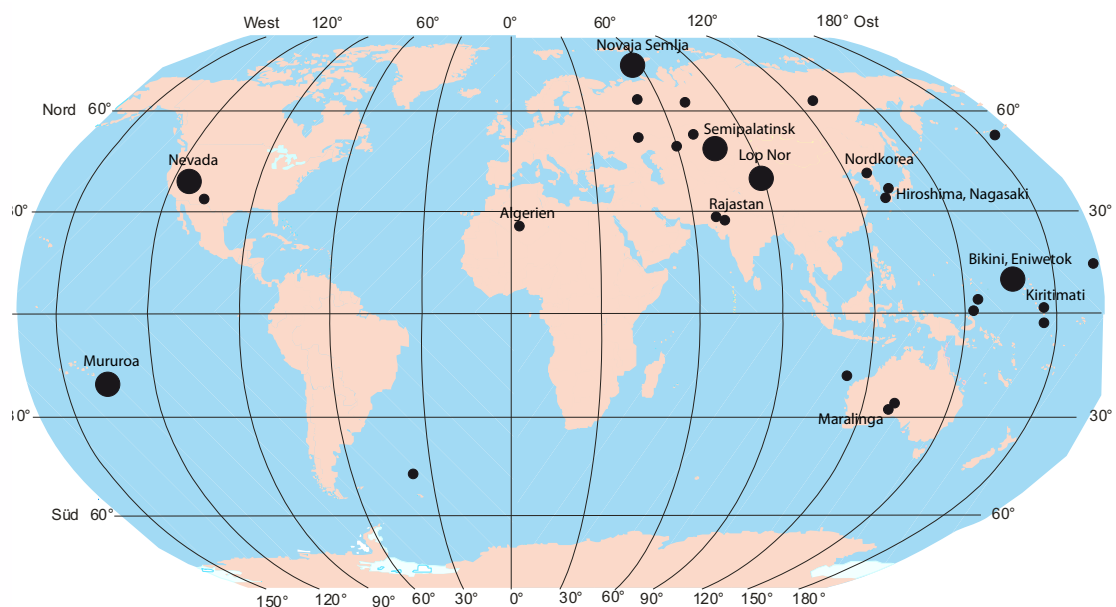 West 120° 60° 0° 60° 120° 180° Ost
Novaja Semlja
Nord 60° 60°
Semipalatinsk
Nevada Lop Nor Nordkorea
Hiroshima, Nagasaki
Algerien Rajastan
30° 30°
Bikini, Eniwetok
Kiritimati
Mururoa
Maralinga
30° 30°
Süd 60° 60°
150° 120° 90° 60° 30° 0° 30° 60° 90° 120° 150° 180°